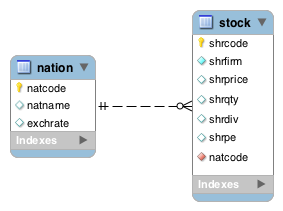 nation
natcode
natname
exchrate
Indexes
stock
shrcode
shrfirm
shrprice
shrqty
shrdiv
shrpe
natcode
Indexes